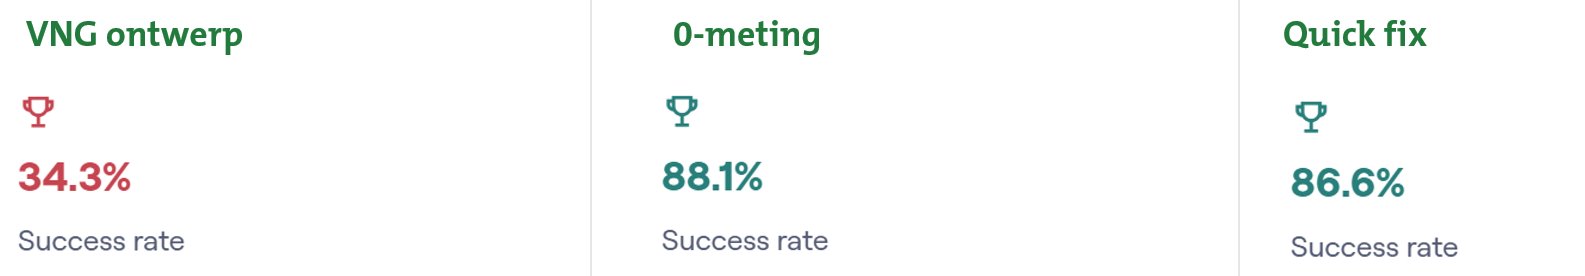 VNG ontwerp
34.3%
Success rate
0-meting
88.1%
Success rate
Quick fix
86.6%
Success rate